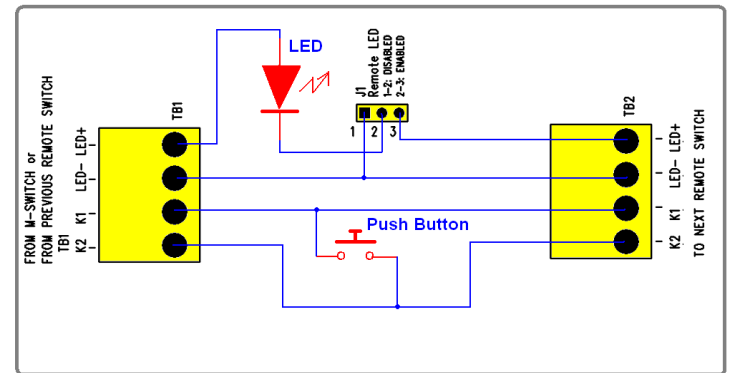 LED
J1
Remote LED
1-2: DISABLED
2-3: ENABLED
1 2 3
FROM M-SWITCH or
FROM PREVIOUS REMOTE SWITCH
TB1
TB1
LED+
LED-
K1
K2
Push Button
TB2
LED+
LED-
K1
K2
TO NEXT REMOTE SWITCH